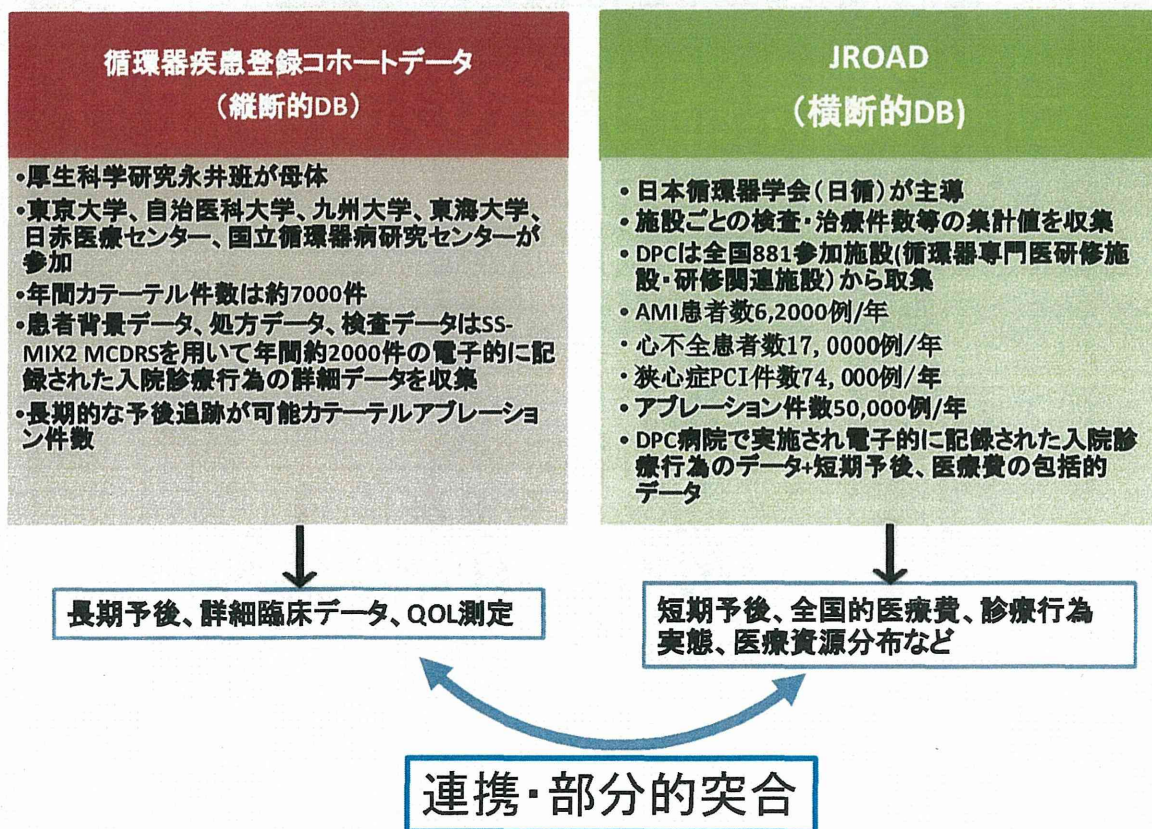 循環器疾患登録コホートデータ
（縦断的DB）
・厚生科学研究永井班が母体
・東京大学、自治医科大学、九州大学、東海大学、
日赤医療センター、国立循環器病研究センターが
参加
・年間カテーテル件数は約7000件
・患者背景データ、処方データ、検査データはSS-
MIX2 MCDRSを用いて年間約2000件の電子的に記
録された入院診療行為の詳細データを収集
・長期的な予後追跡が可能カテーテルアブレーショ
ン件数
長期予後、詳細臨床データ、QOL測定
JROAD
（横断的DB)
・日本循環器学会（日循）が主導
・施設ごとの検査・治療件数等の集計値を収集
・DPCは全国881参加施設(循環器専門医研修施
設・研修関連施設）から取集
・AMI患者数6,2000例/年
・心不全患者数17, 0000例/年
・狭心症PCI件数74, 000例/年
・アブレーション件数50,000例/年
・DPC病院で実施され電子的に記録された入院診
療行為のデータ+短期予後、医療費の包括的
データ
短期予後、全国的医療費、診療行為
実態、医療資源分布など
連携・部分的突合